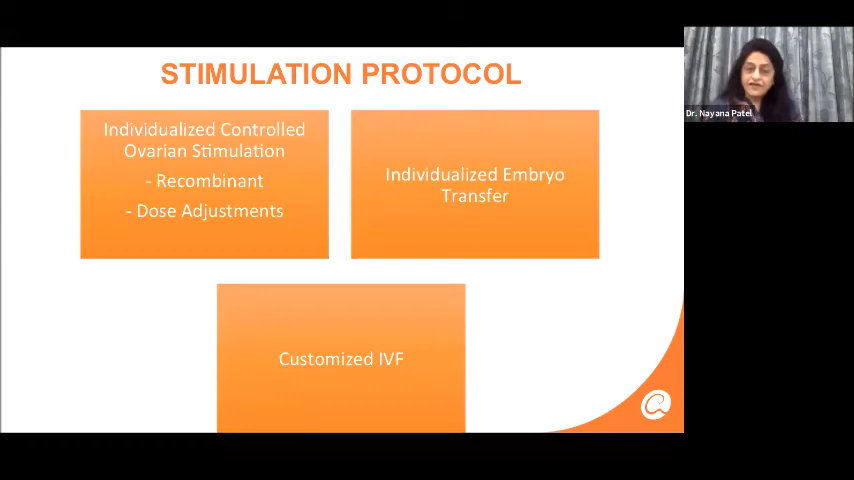 STIMULATION PROTOCOL
Individualized Controlled
Ovarian Stimulation
- Recombinant
- Dose Adjustments
Individualized Embryo
Transfer
Customized IVF
Dr. Nayana Patel